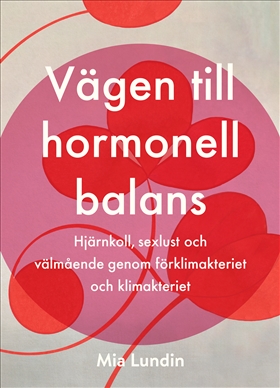 Vägen till
hormonell
balans
Hjärnkoll, sexlust och
välmående genom förklimakteriet
och klimakteriet
Mia Lundin